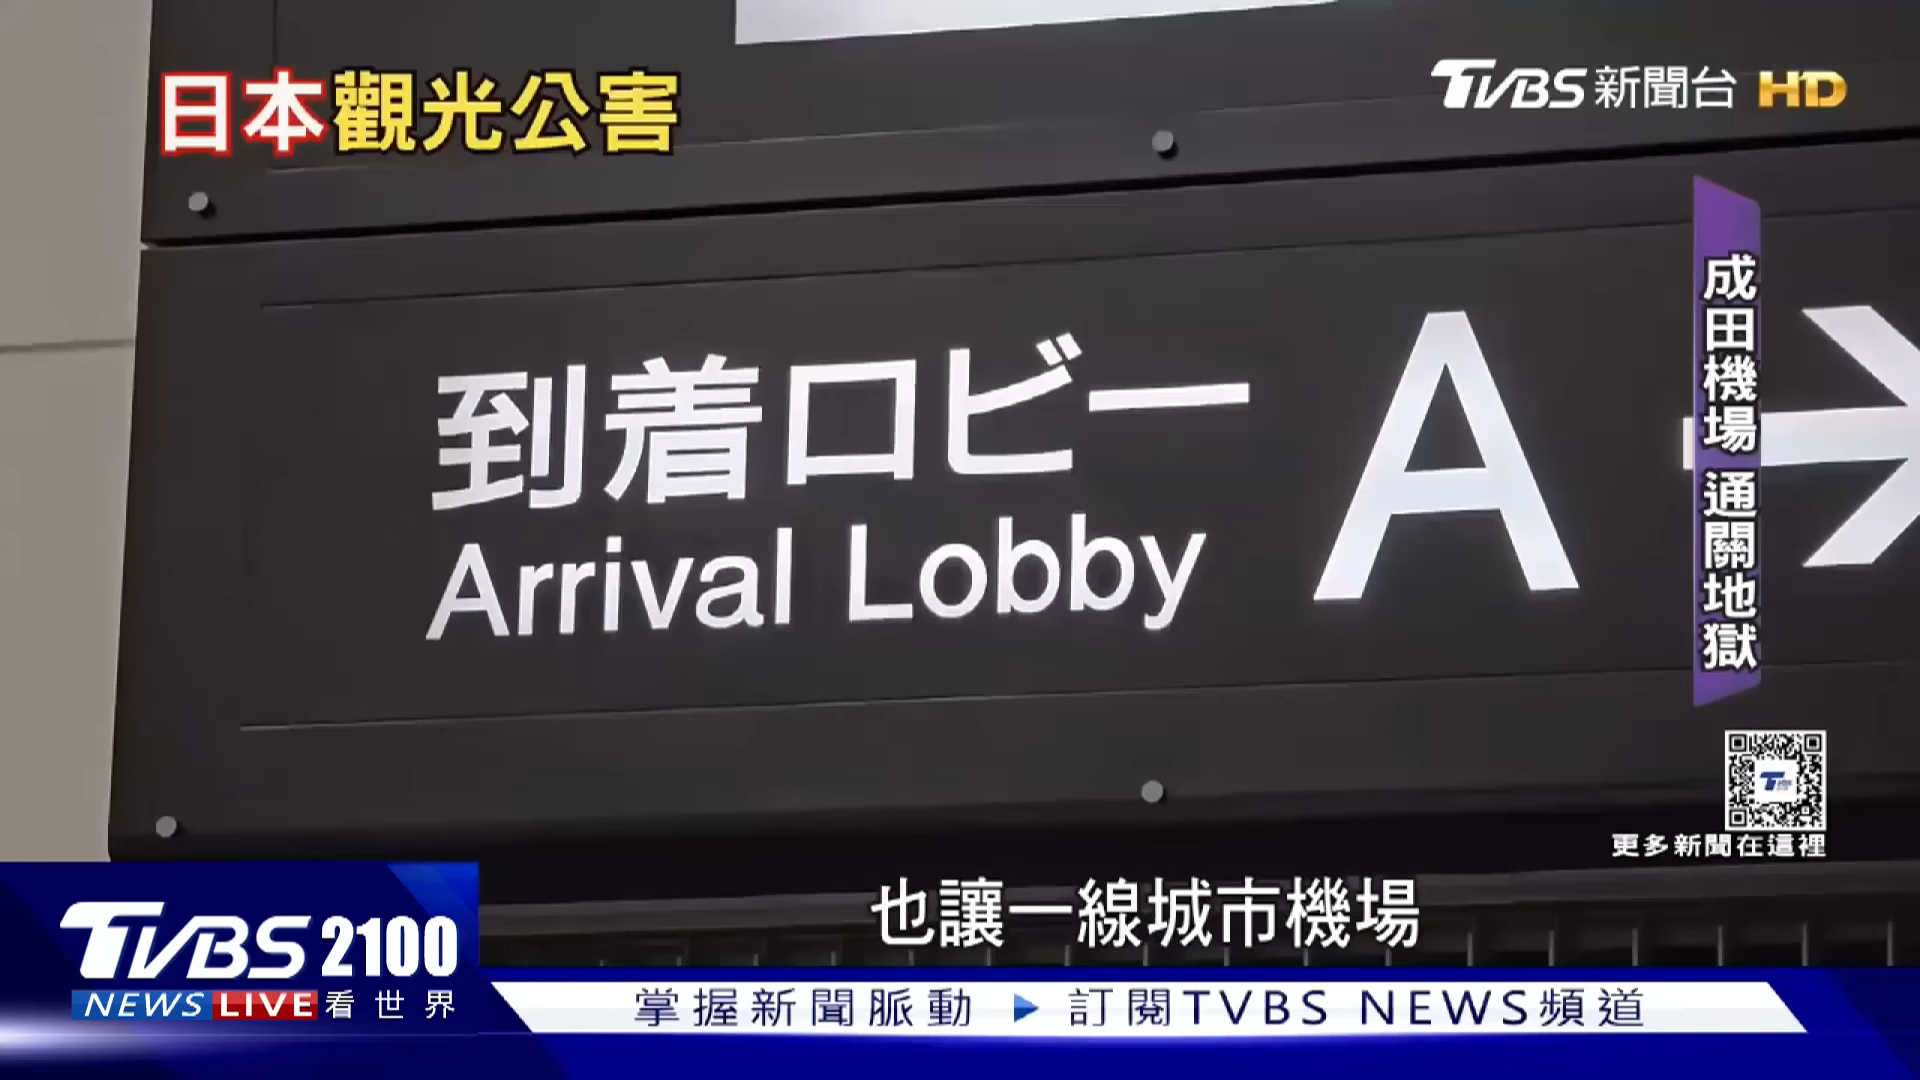 日本觀光公害
TVBS新聞台 HD
到着ロビー
Arrival Lobby
A
成田機場 通關地獄
更多新聞在這裡
也讓一線城市機場
TVBS 2100
NEWS LIVE 看世界
掌握新聞脈動 ▶ 訂閱TVBS NEWS頻道